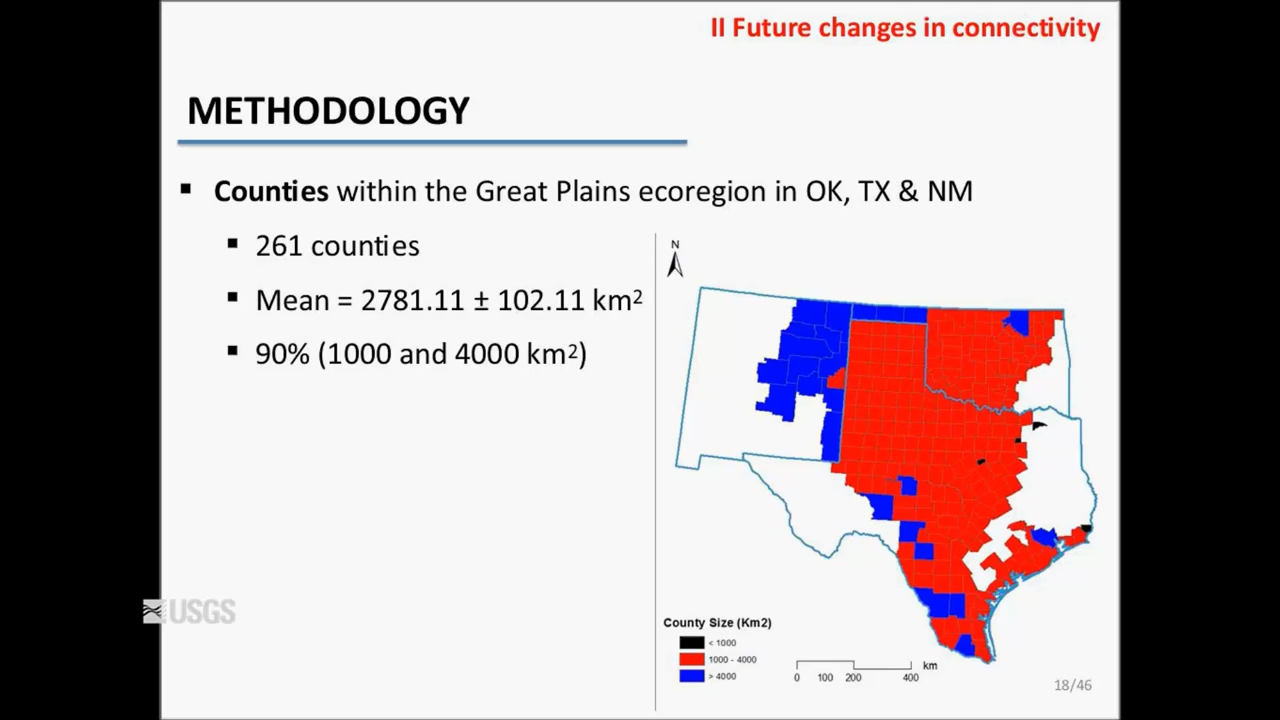 II Future changes in connectivity
METHODOLOGY
▪ Counties within the Great Plains ecoregion in OK, TX & NM
▪ 261 counties
▪ Mean = 2781.11 ± 102.11 km²
▪ 90% (1000 and 4000 km²)
N
County Size (Km2)
< 1000
1000 - 4000
> 4000
km
0 100 200 400
USGS
18/46